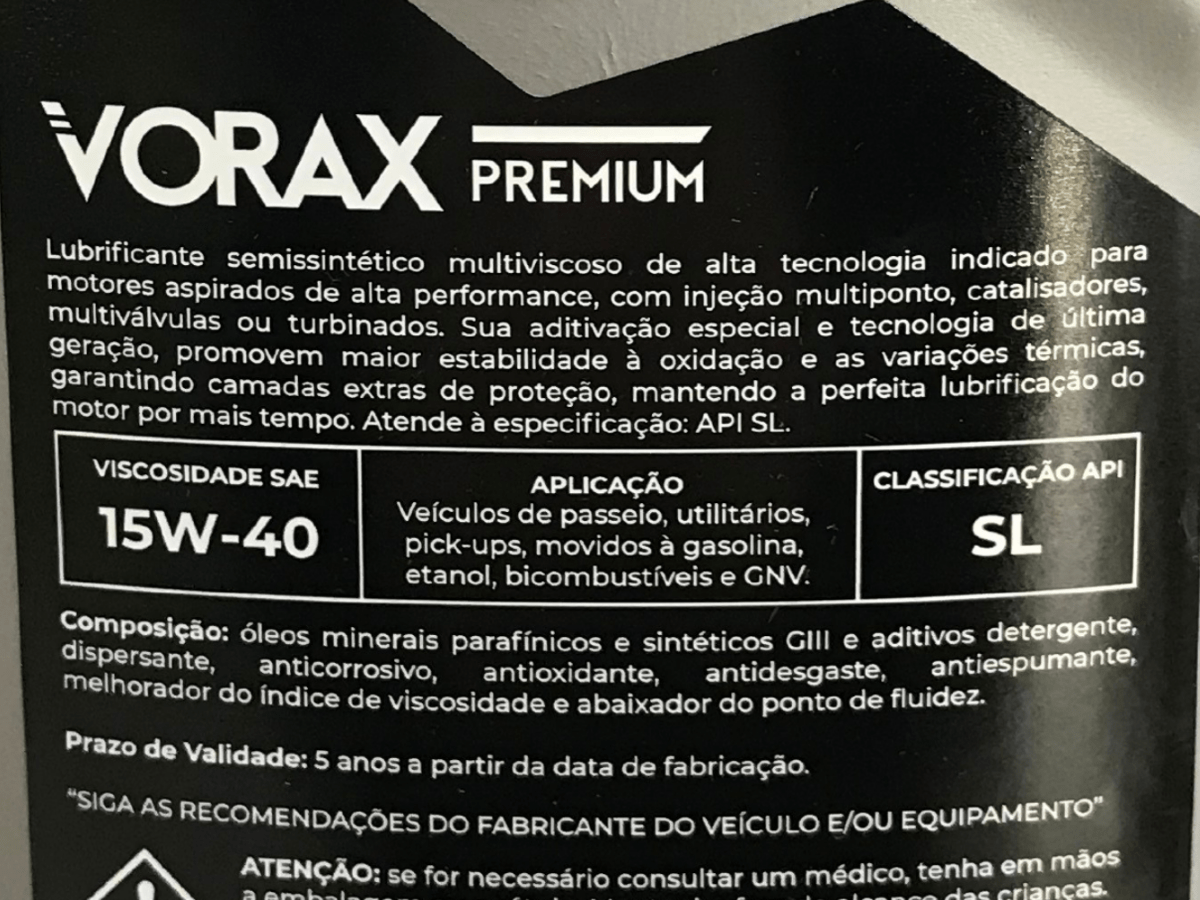 VORAX PREMIUM
Lubrificante semissintético multiviscoso de alta tecnologia indicado para
motores aspirados de alta performance, com injeção multiponto, catalisadores,
multiválvulas ou turbinados. Sua aditivação especial e tecnologia de última
geração, promovem maior estabilidade à oxidação e as variações térmicas,
garantindo camadas extras de proteção, mantendo a perfeita lubrificação do
motor por mais tempo. Atende à especificação: API SL.
VISCOSIDADE SAE
15W-40
APLICAÇÃO
Veículos de passeio, utilitários,
pick-ups, movidos à gasolina,
etanol, bicombustíveis e GNV.
CLASSIFICAÇÃO API
SL
Composição: óleos minerais parafínicos e sintéticos GIII e aditivos detergente,
dispersante, anticorrosivo, antioxidante, antidesgaste, antiespumante,
melhorador do índice de viscosidade e abaixador do ponto de fluidez.
Prazo de Validade: 5 anos a partir da data de fabricação.
“SIGA AS RECOMENDAÇÕES DO FABRICANTE DO VEÍCULO E/OU EQUIPAMENTO”
ATENÇÃO: se for necessário consultar um médico, tenha em mãos
a das crianças.